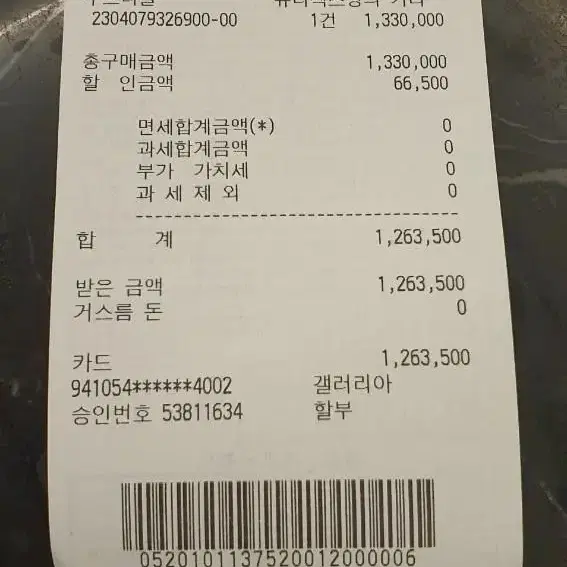 2304079326900-00 1건 1,330,000
총구매금액 1,330,000
할 인금액 66,500
면세합계금액(*) 0
과세합계금액 0
부가 가치세 0
과 세 제 외 0
--------------------------------
합 계 1,263,500
받은 금액 1,263,500
거스름 돈 0
카드 1,263,500
941054******4002 갤러리아
승인번호 53811634 할부
0520101137520012000006